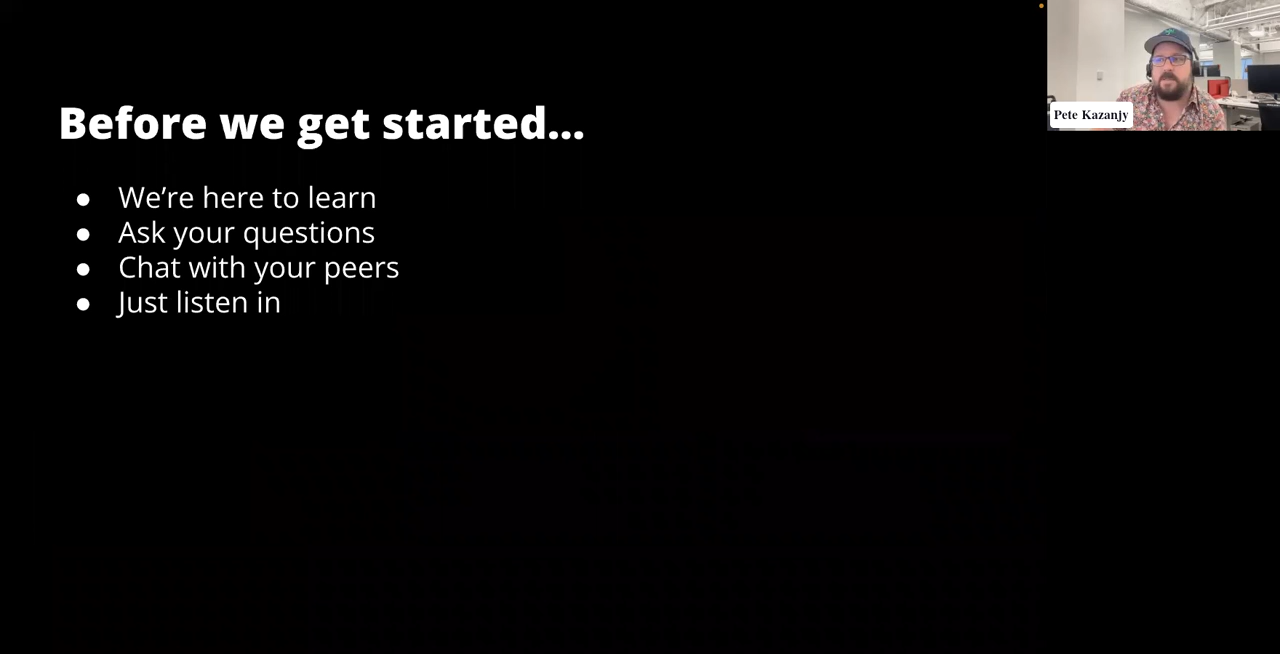 Before we get started...
● We’re here to learn
● Ask your questions
● Chat with your peers
● Just listen in
Pete Kazanjy